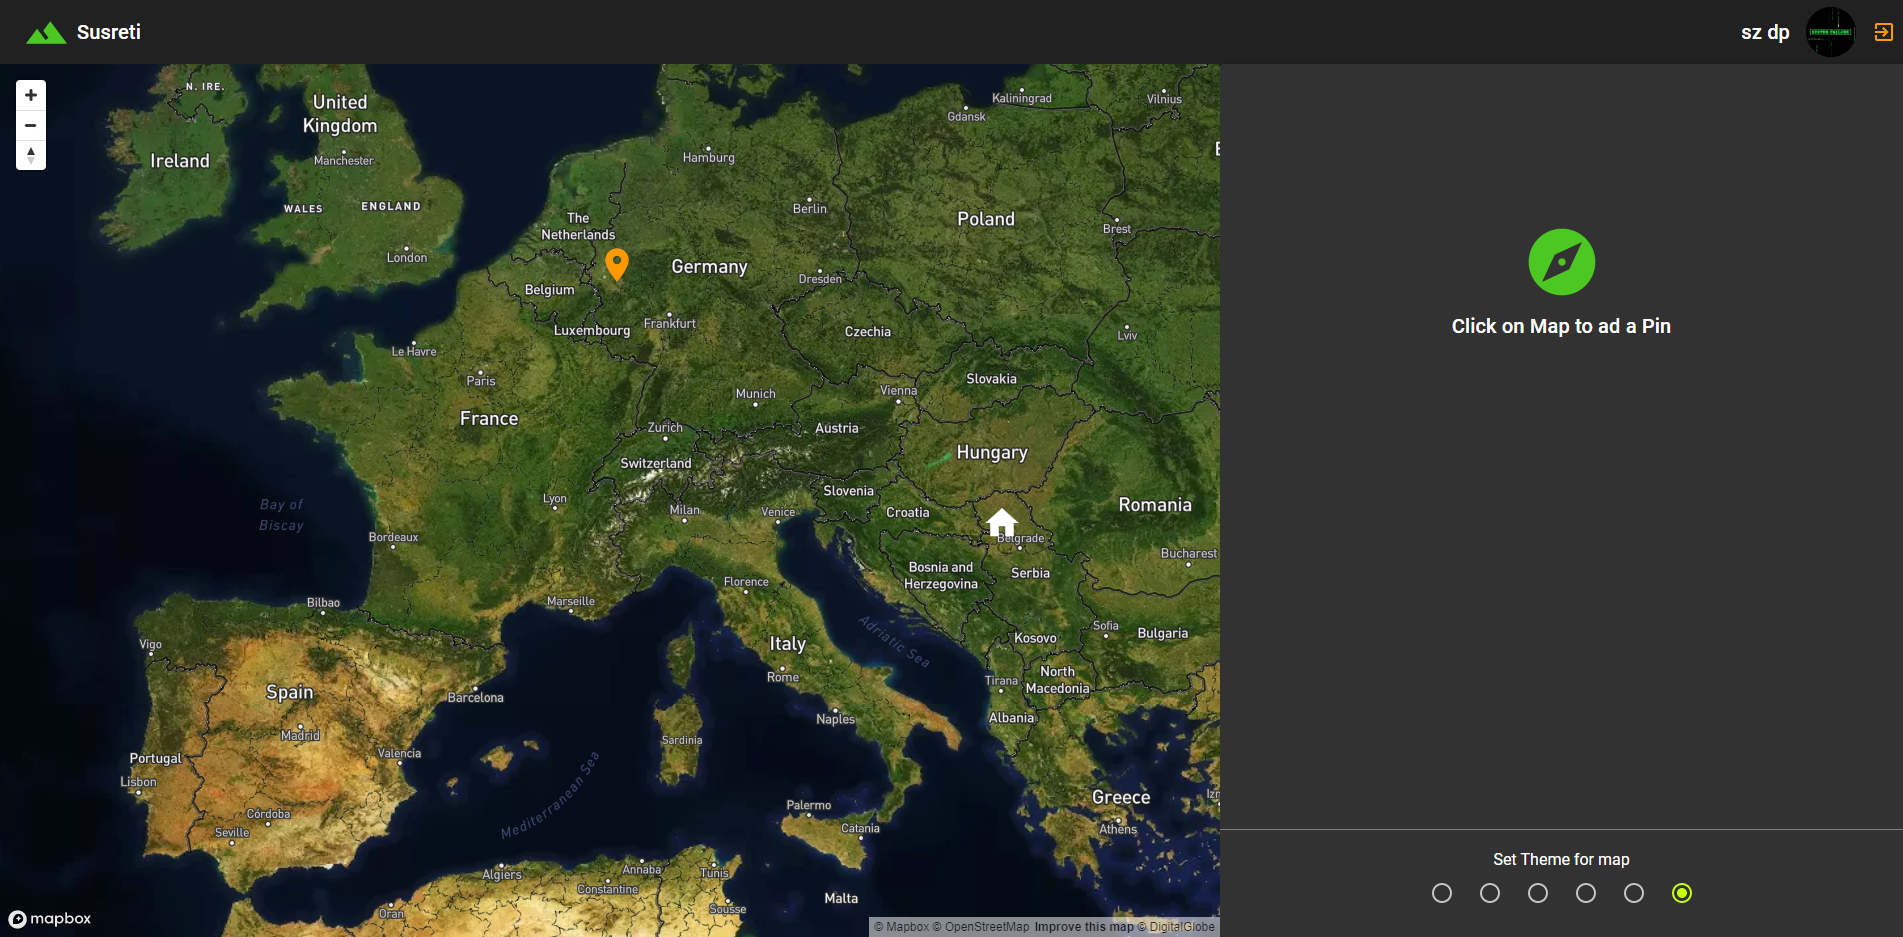 Susreti
sz dp
SYSTEM FAILURE
N. IRE.
United
Kingdom
Ireland
Manchester
WALES
ENGLAND
London
The
Netherlands
Belgium
Luxembourg
Hamburg
Berlin
Germany
Dresden
Frankfurt
Kaliningrad
Gdańsk
Vilnius
Poland
Brest
Czechia
Lviv
Le Havre
Paris
France
Munich
Vienna
Slovakia
Zurich
Austria
Switzerland
Hungary
Slovenia
Croatia
Romania
Lyon
Milan
Venice
Bay of
Biscay
Bordeaux
Belgrade
Bucharest
Bosnia and
Herzegovina
Serbia
Florence
Marseille
Bilbao
Vigo
Adriatic Sea
Kosovo
Sofia
Bulgaria
Italy
Rome
Tirana
North
Macedonia
Spain
Barcelona
Naples
Albania
Madrid
Sardinia
Valencia
Portugal
Lisbon
Mediterranean Sea
Córdoba
Seville
Palermo
Catania
Greece
Athens
Izn
Algiers
Annaba
Tunis
Constantine
Oran
Sousse
Malta
mapbox
© Mapbox © OpenStreetMap Improve this map © DigitalGlobe
Click on Map to ad a Pin
Set Theme for map